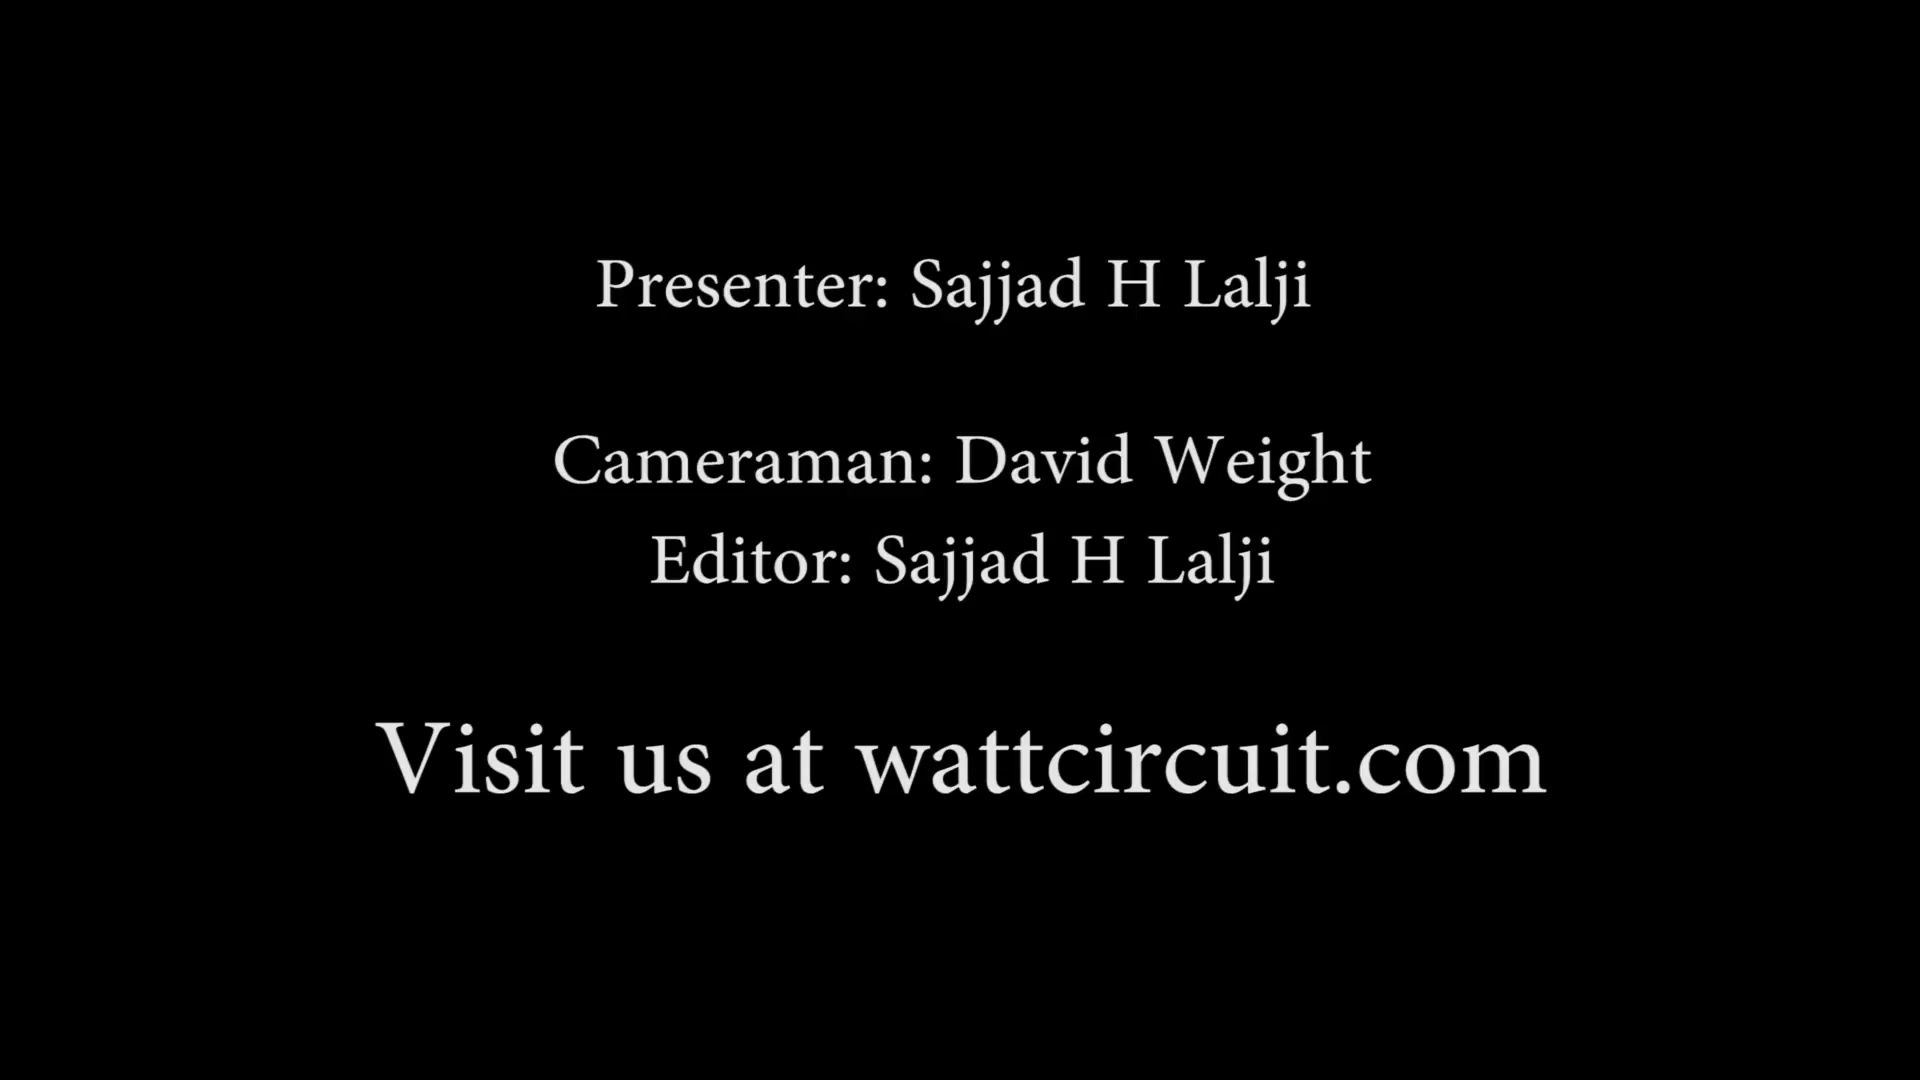 Presenter: Sajjad H Lalji
Cameraman: David Weight
Editor: Sajjad H Lalji
Visit us at wattcircuit.com